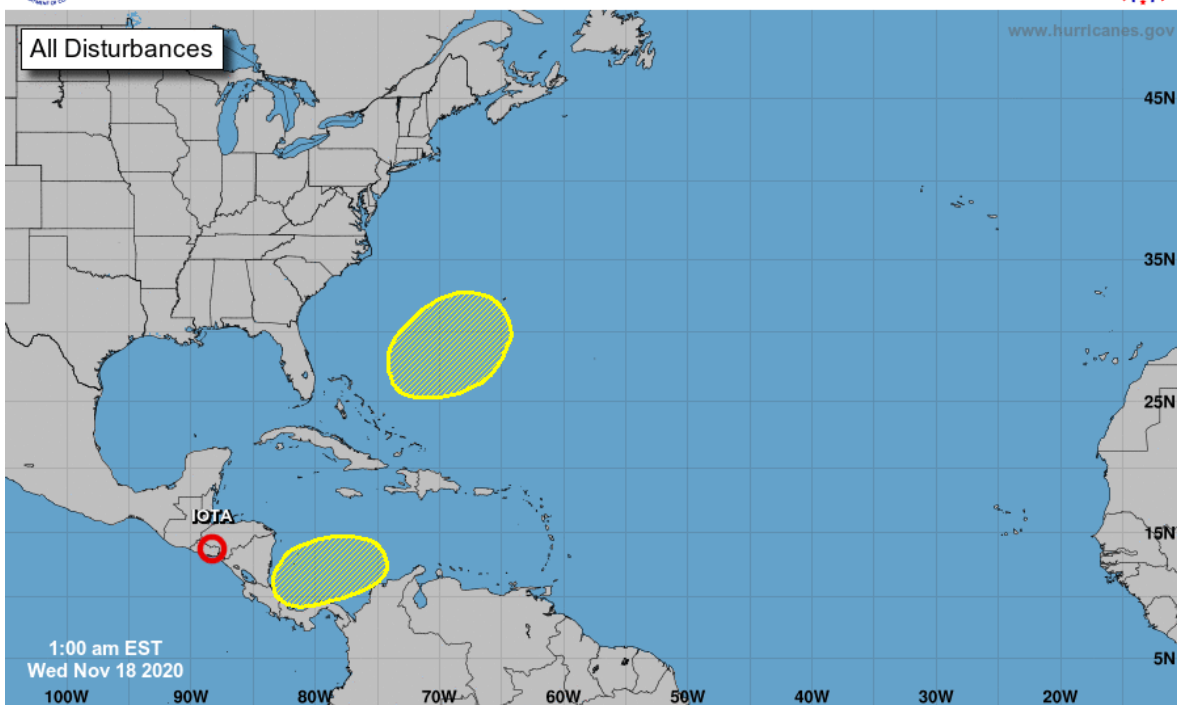 www.hurricanes.gov
All Disturbances
45N
35N
25N
IOTA
15N
1:00 am EST
Wed Nov 18 2020
5N
100W 90W 80W 70W 60W 50W 40W 30W 20W